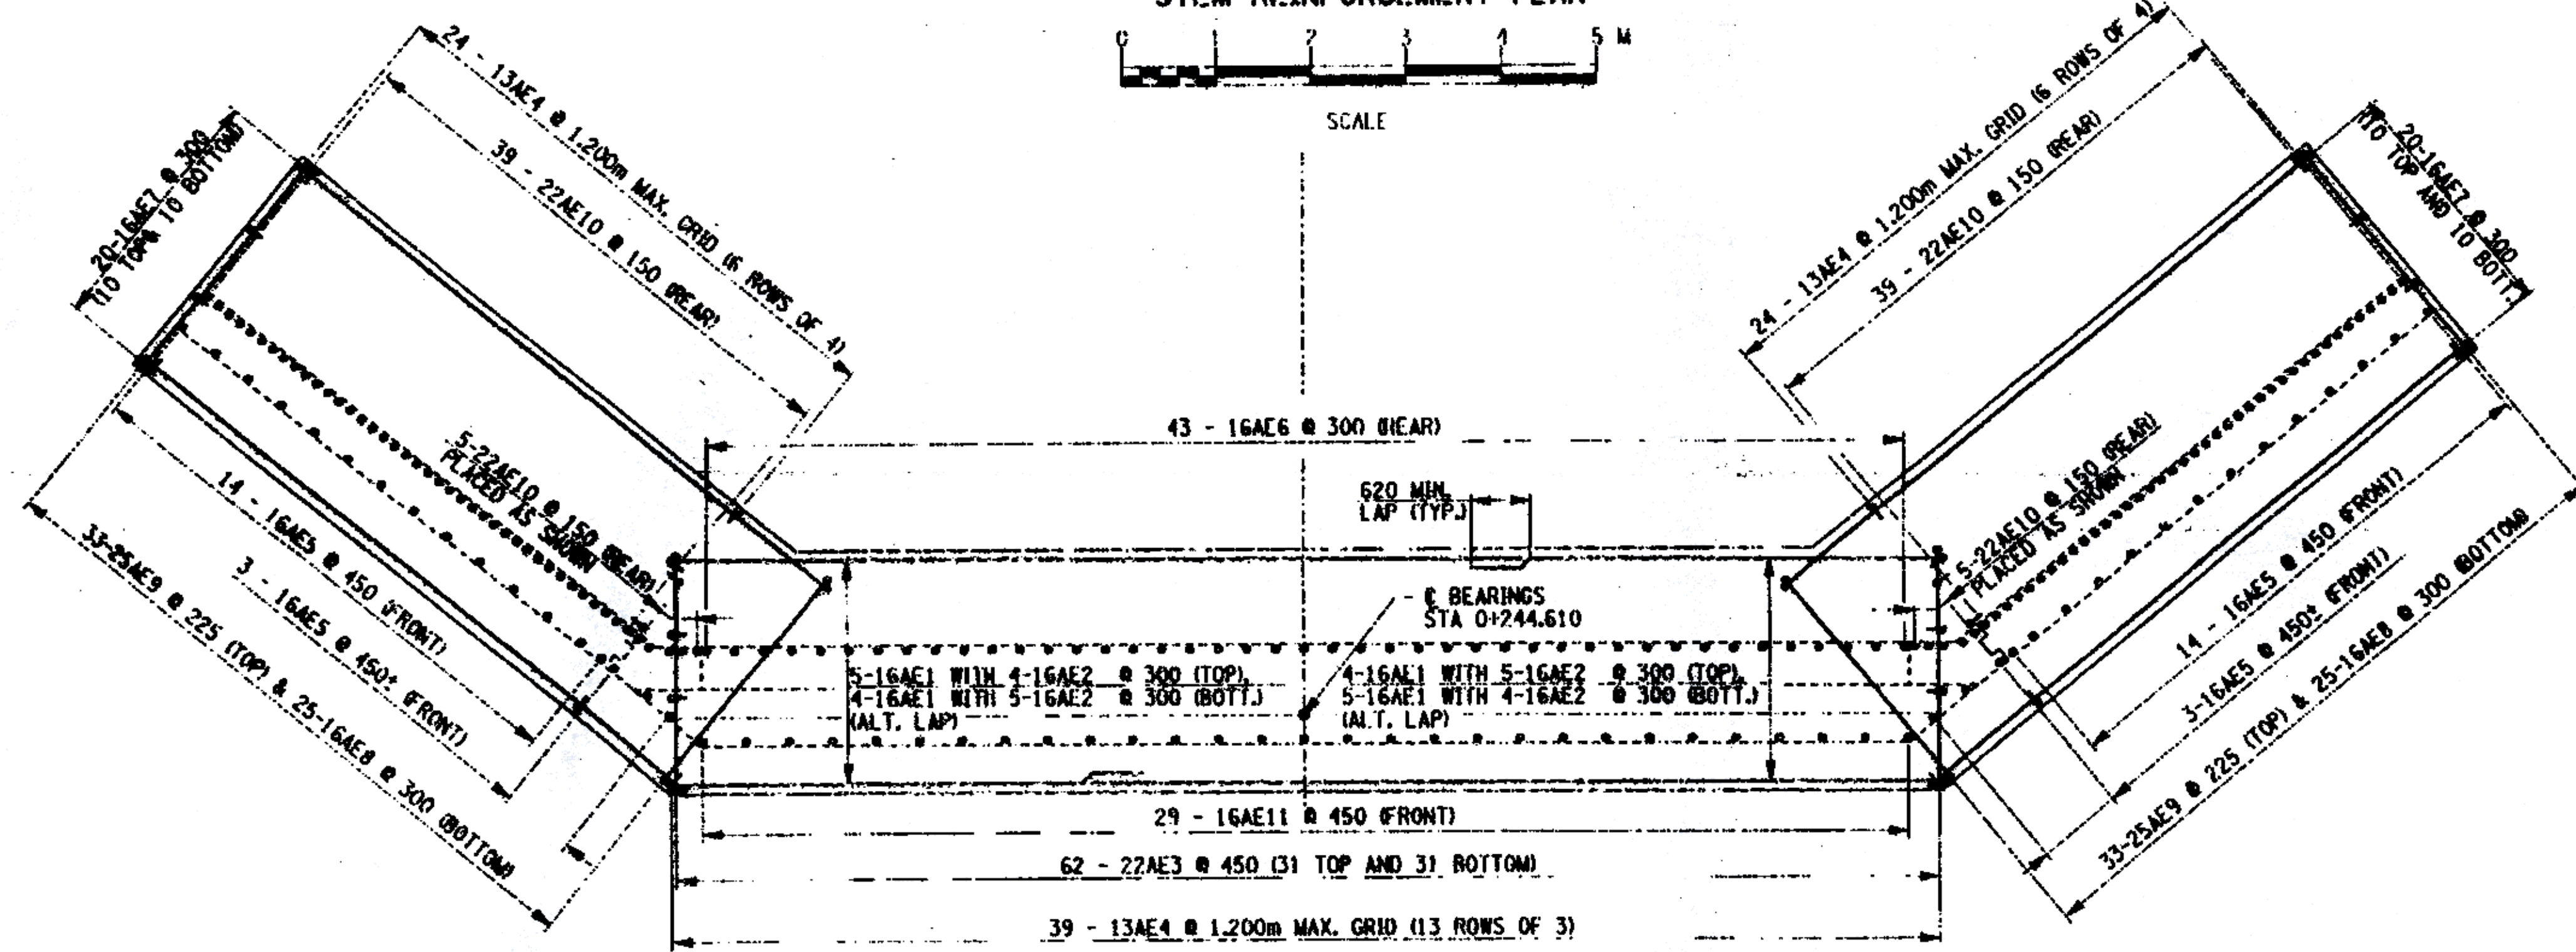 STEM REINFORCEMENT PLAN
0 1 2 3 4 5 M
SCALE
24 - 13AE4 @ 1.200m MAX. GRID (6 ROWS OF 4)
39 - 22AE10 @ 150 (REAR)
20-16AE7 @ 300
(10 TOP& 10 BOTTOM)
5-22AE10 @ 150 (REAR)
PLACED AS SHOWN
14 - 16AE5 @ 450 (FRONT)
3 - 16AE5 @ 450± (FRONT)
33-25AE9 @ 225 (TOP) & 25-16AE8 @ 300 (BOTTOM)
24 - 13AE4 @ 1.200m MAX. GRID (6 ROWS OF 4)
39 - 22AE10 @ 150 (REAR)
20-16AE7 @ 300
(10 TOP AND 10 BOTT.)
43 - 16AE6 @ 300 (REAR)
620 MIN.
LAP (TYP.)
℄ BEARINGS
STA 0+244.610
5-16AE1 WITH 4-16AE2 @ 300 (TOP),
4-16AE1 WITH 5-16AE2 @ 300 (BOTT.)
(ALT. LAP)
4-16AE1 WITH 5-16AE2 @ 300 (TOP),
5-16AE1 WITH 4-16AE2 @ 300 (BOTT.)
(ALT. LAP)
5-22AE10 @ 150 (REAR)
PLACED AS SHOWN
14 - 16AE5 @ 450 (FRONT)
3-16AE5 @ 450± (FRONT)
33-25AE9 @ 225 (TOP) & 25-16AE8 @ 300 (BOTTOM)
29 - 16AE11 @ 450 (FRONT)
62 - 22AE3 @ 450 (31 TOP AND 31 BOTTOM)
39 - 13AE4 @ 1.200m MAX. GRID (13 ROWS OF 3)